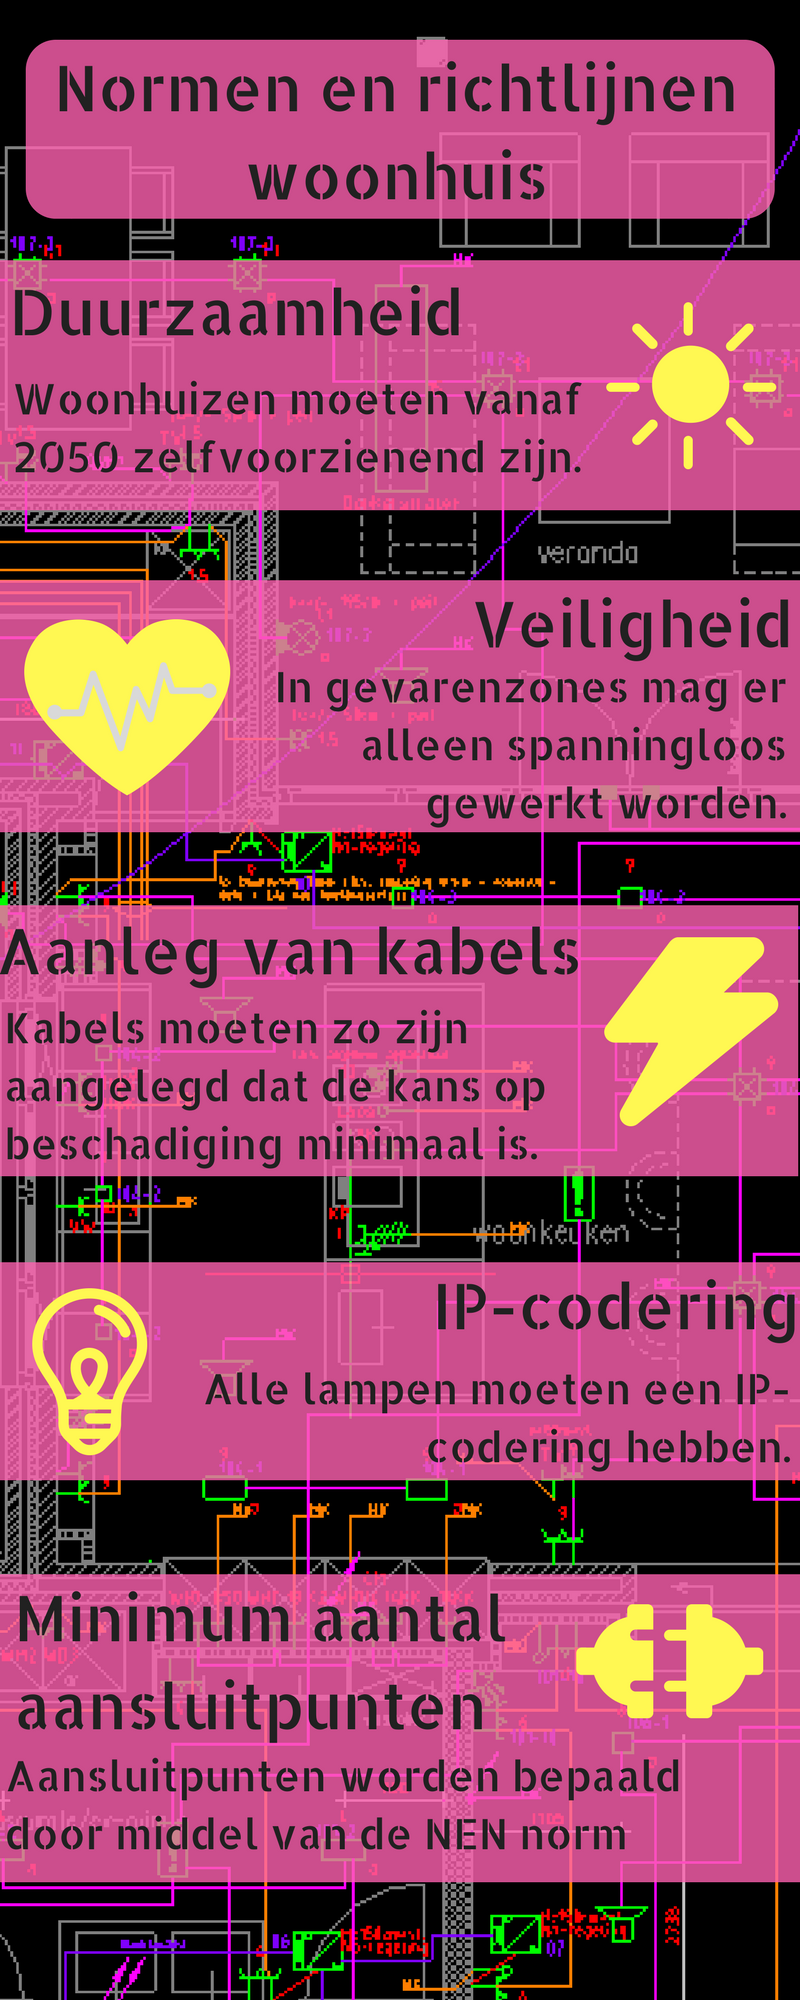 Normen en richtlijnen
woonhuis
Duurzaamheid
Woonhuizen moeten vanaf
2050 zelfvoorzienend zijn.
veranda
Veiligheid
In gevarenzones mag er
alleen spanningloos
gewerkt worden.
Aanleg van kabels
Kabels moeten zo zijn
aangelegd dat de kans op
beschadiging minimaal is.
woonkeuken
IP-codering
Alle lampen moeten een IP-
codering hebben.
Minimum aantal
aansluitpunten
Aansluitpunten worden bepaald
door middel van de NEN norm